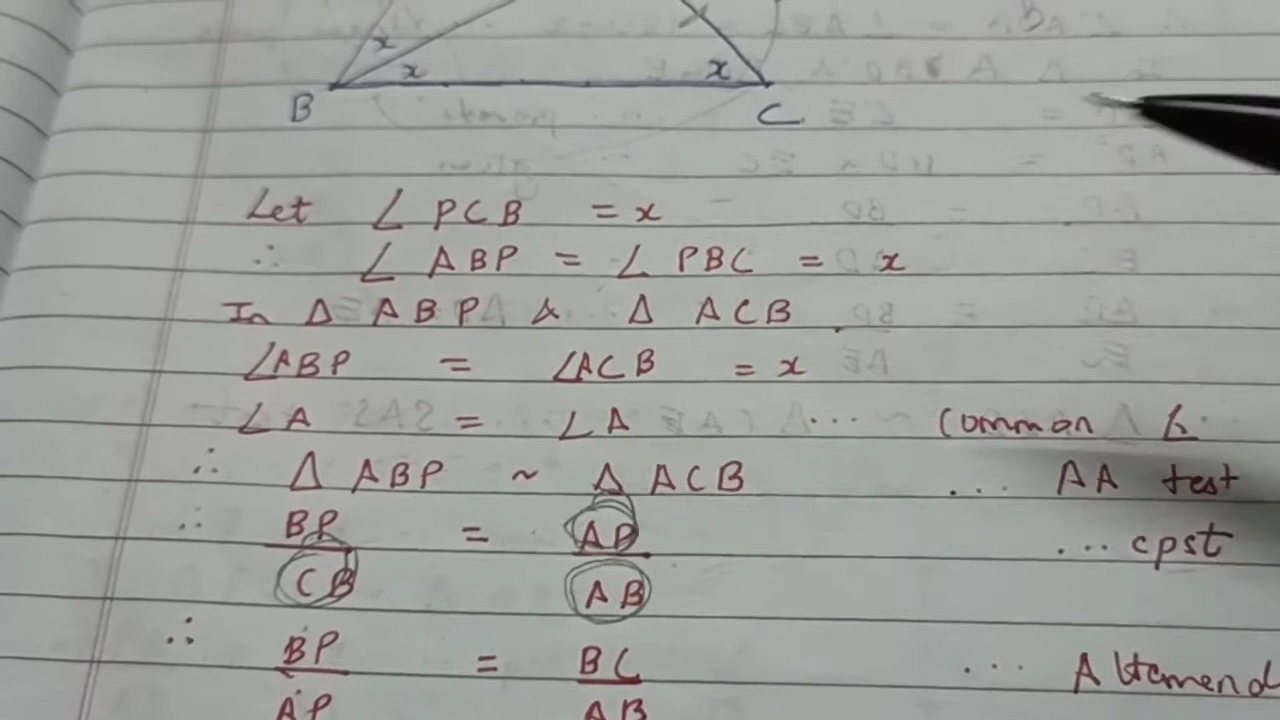 x
x x
B C
Let ∠PCB = x
∴ ∠ABP = ∠PBC = x
In Δ ABP & Δ ACB
∠ABP = ∠ACB = x
∠A = ∠A ... Common ∠.
∴ Δ ABP ~ Δ ACB ... AA test
∴ BP = AP ... cpst
CB AB
∴ BP = BC ...
AP AB